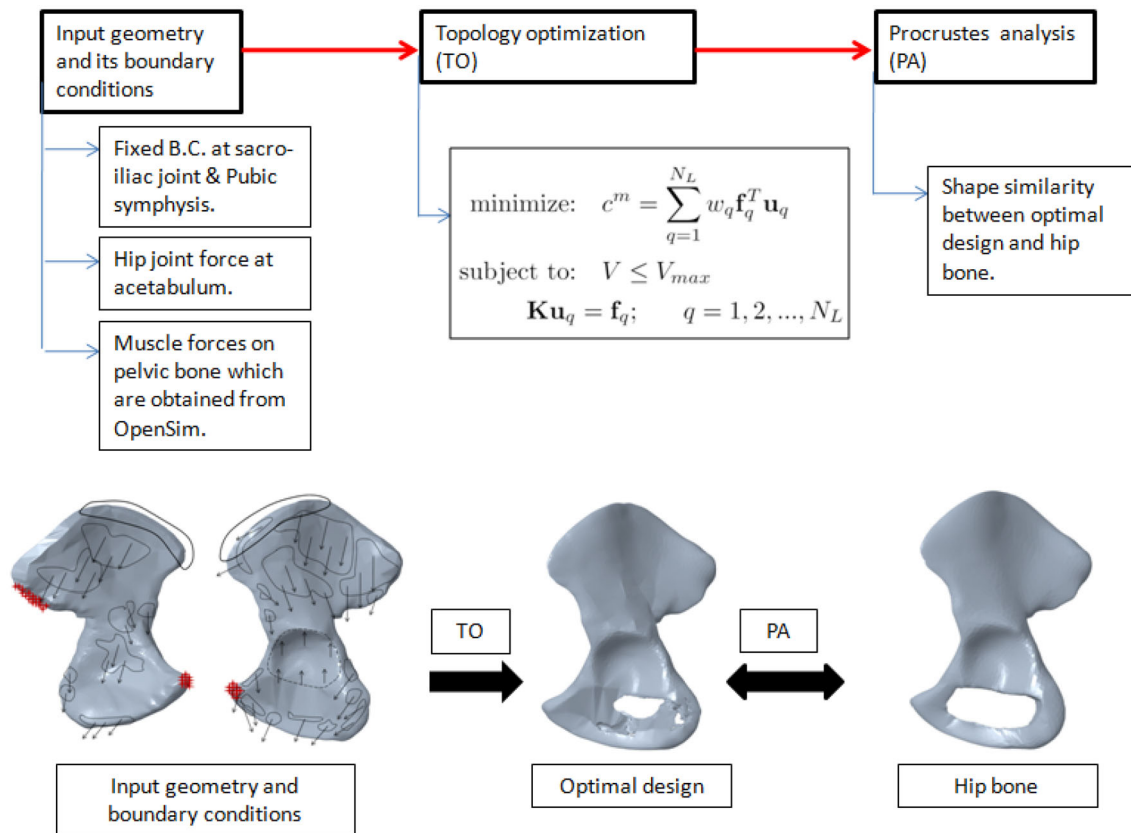 Input geometry
and its boundary
conditions
Topology optimization
(TO)
Procrustes analysis
(PA)
Fixed B.C. at sacro-
iliac joint & Pubic
symphysis.
Hip joint force at
acetabulum.
Muscle forces on
pelvic bone which
are obtained from
OpenSim.
minimize: c^m = \sum_{q=1}^{N_L} w_q f_q^T u_q
subject to: V ≤ V_{max}
Ku_q = f_q; q = 1, 2, ..., N_L
Shape similarity
between optimal
design and hip
bone.
TO
PA
Input geometry and
boundary conditions
Optimal design
Hip bone